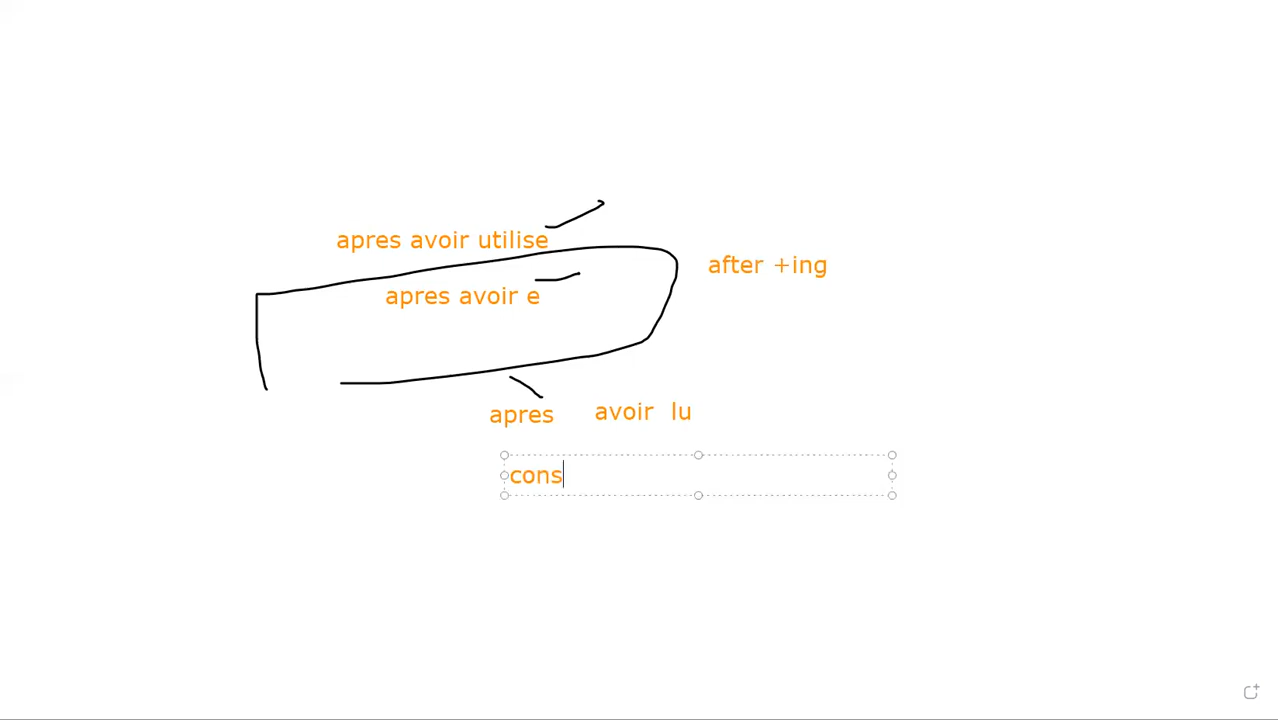 apres avoir utilise
after +ing
apres avoir e
apres avoir lu
cons